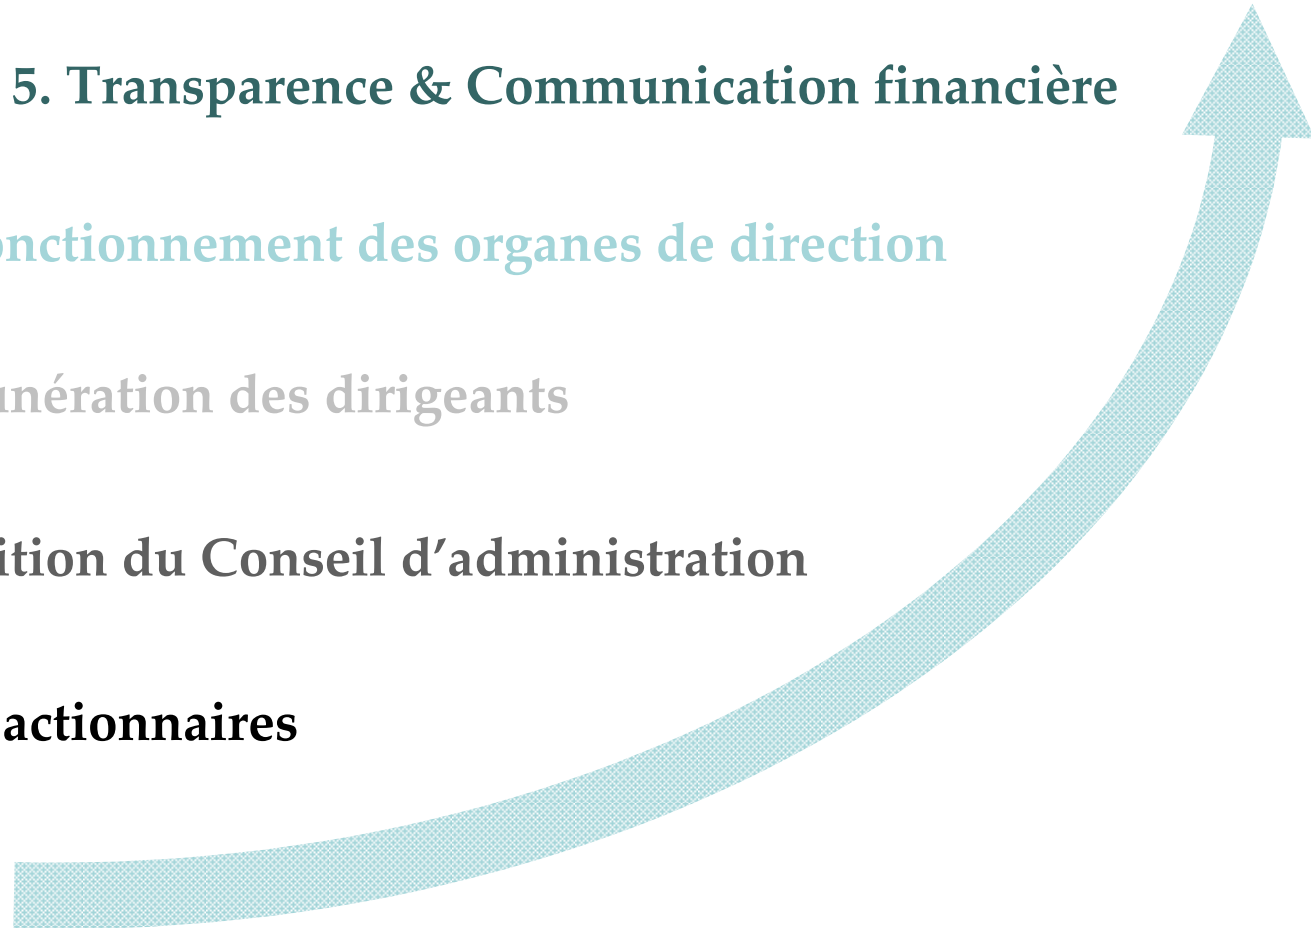 5. Transparence & Communication financière
onctionnement des organes de direction
unération des dirigeants
ition du Conseil d’administration
actionnaires